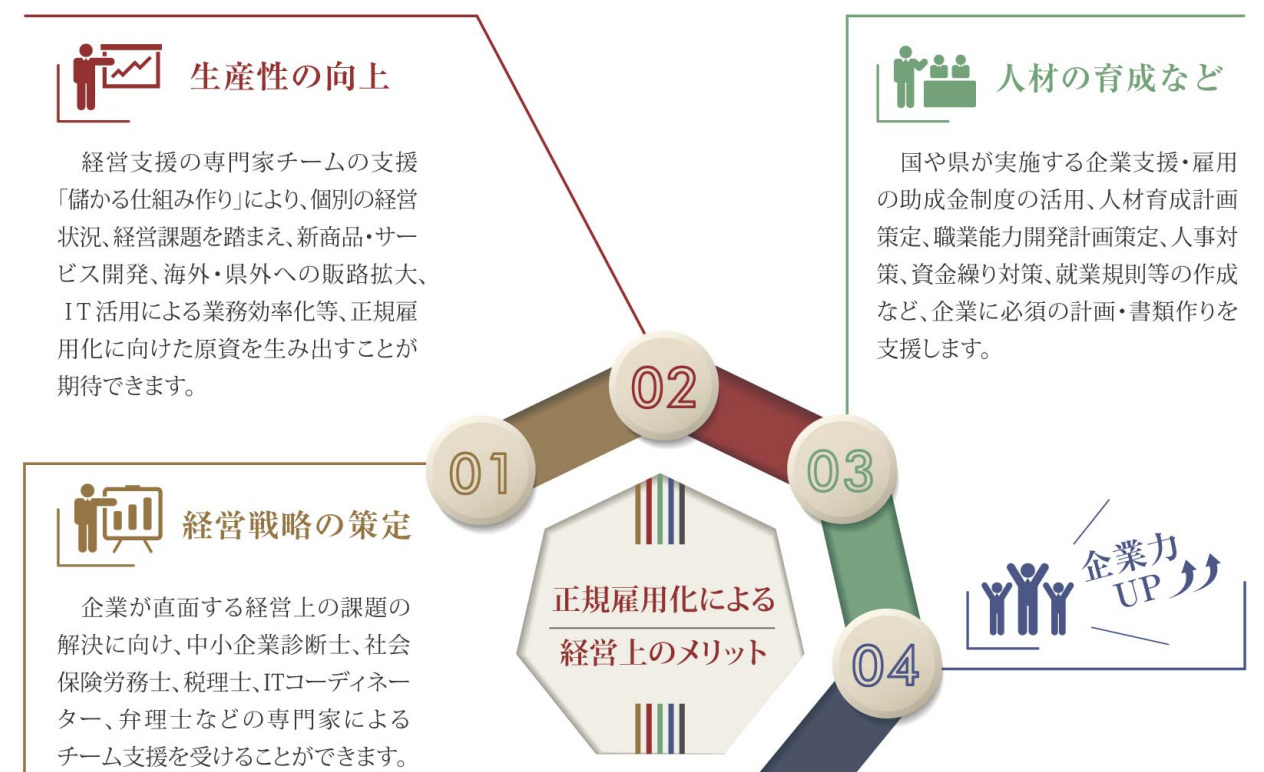 生産性の向上
経営支援の専門家チームの支援
「儲かる仕組み作り」により、個別の経営
状況、経営課題を踏まえ、新商品・サー
ビス開発、海外・県外への販路拡大、
IT活用による業務効率化等、正規雇
用化に向けた原資を生み出すことが
期待できます。
人材の育成など
国や県が実施する企業支援・雇用
の助成金制度の活用、人材育成計画
策定、職業能力開発計画策定、人事対
策、資金繰り対策、就業規則等の作成
など、企業に必須の計画・書類作りを
支援します。
01
02
03
04
経営戦略の策定
企業が直面する経営上の課題の
解決に向け、中小企業診断士、社会
保険労務士、税理士、ITコーディネー
ター、弁理士などの専門家による
チーム支援を受けることができます。
正規雇用化による
経営上のメリット
企業力
UP